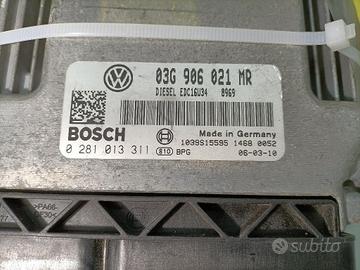 03G 906 021 MR
DIESEL EDC16U34 8969
BOSCH
Made in Germany
0 281 013 311
1039S15595 1468 0052
BPG
06-03-10
>PA66-
subito